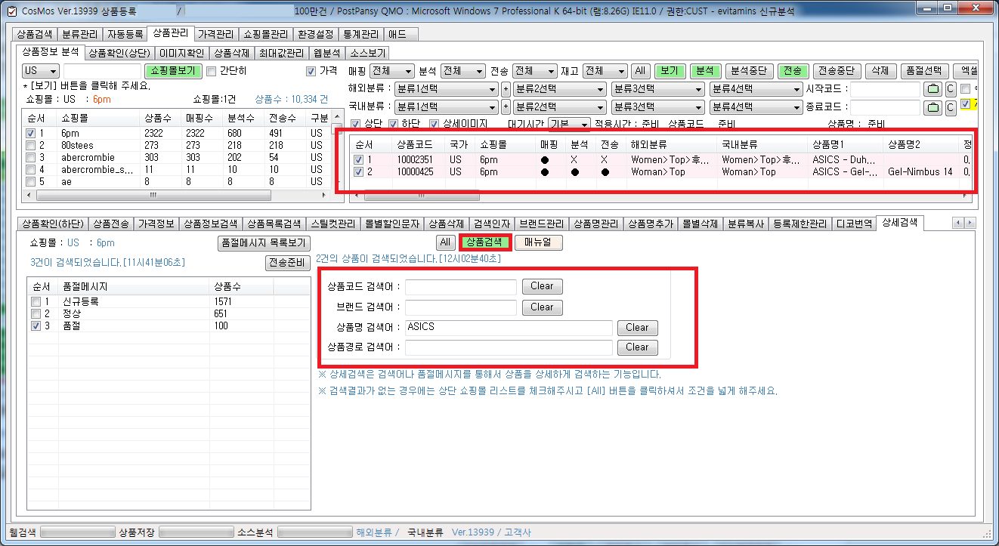 CosMos Ver.13939 상품등록 / 100만건 / PostPansy QMO : Microsoft Windows 7 Professional K 64-bit (램:8.26G) IE11.0 / 권한:CUST - evitamins 신규분석
상품검색 분류관리 자동등록 상품관리 가격관리 쇼핑몰관리 환경설정 통계관리 애드
상품정보 분석 상품확인(상단) 이미지확인 상품삭제 최대값관리 웹분석 소스보기
US 쇼핑몰보기 간단히 가격
* [보기] 버튼을 클릭해 주세요.
쇼핑몰 : US : 6pm 쇼핑몰:1건 상품수 : 10,334 건
순서 쇼핑몰 상품수 매핑수 분석수 전송수 구분
1 6pm 2322 2322 680 491 US
2 80stees 273 273 218 218 US
3 abercrombie 303 303 202 54 US
4 abercrombie_s... 11 11 10 10 US
5 ae 8 8 8 8 US
매핑 전체 분석 전체 전송 전체 재고 전체 All 보기 분석 분석중단 전송 전송중단 삭제 품절선택 엑셀
해외분류 : 분류1선택 + 분류2선택 분류3선택 분류4선택 시작코드 : C
국내분류 : 분류1선택 + 분류2선택 분류3선택 분류4선택 종료코드 : C
상단 하단 상세이미지 대기시간 기본 적용시간 : 준비 상품코드 준비 상품명 : 준비
순서 상품코드 국가 쇼핑몰 매핑 분석 전송 해외분류 국내분류 상품명1 상품명2 정
1 10002351 US 6pm ● X X Women>Top>후... Women>Top>후... ASICS - Duh... 0.
2 10000425 US 6pm ● ● ● Woman>Top Woman>Top ASICS - Gel-... Gel-Nimbus 14 0.
상품확인(하단) 상품전송 가격정보 상품정보검색 상품목록검색 스틸컷관리 몰별할인문자 상품삭제 검색인자 브랜드관리 상품명관리 상품명추가 몰별삭제 분류복사 등록제한관리 디코번역 상세검색
쇼핑몰 : US : 6pm 품절메시지 목록보기
3건이 검색되었습니다.[11시41분06초] 전송준비
순서 품절메시지 상품수
1 신규등록 1571
2 정상 651
3 품절 100
All 상품검색 매뉴얼
2건의 상품이 검색되었습니다.[12시02분40초]
상품코드 검색어 : Clear
브랜드 검색어 : Clear
상품명 검색어 : ASICS Clear
상품경로 검색어 : Clear
※ 상세검색은 검색어나 품절메시지를 통해서 상품을 상세하게 검색하는 기능입니다.
※ 검색결과가 없는 경우에는 상단 쇼핑몰 리스트를 체크해주시고 [All] 버튼을 클릭하셔서 조건을 넓게 해주세요.
웹검색 상품저장 소스분석 해외분류 / 국내분류 Ver.13939 / 고객사